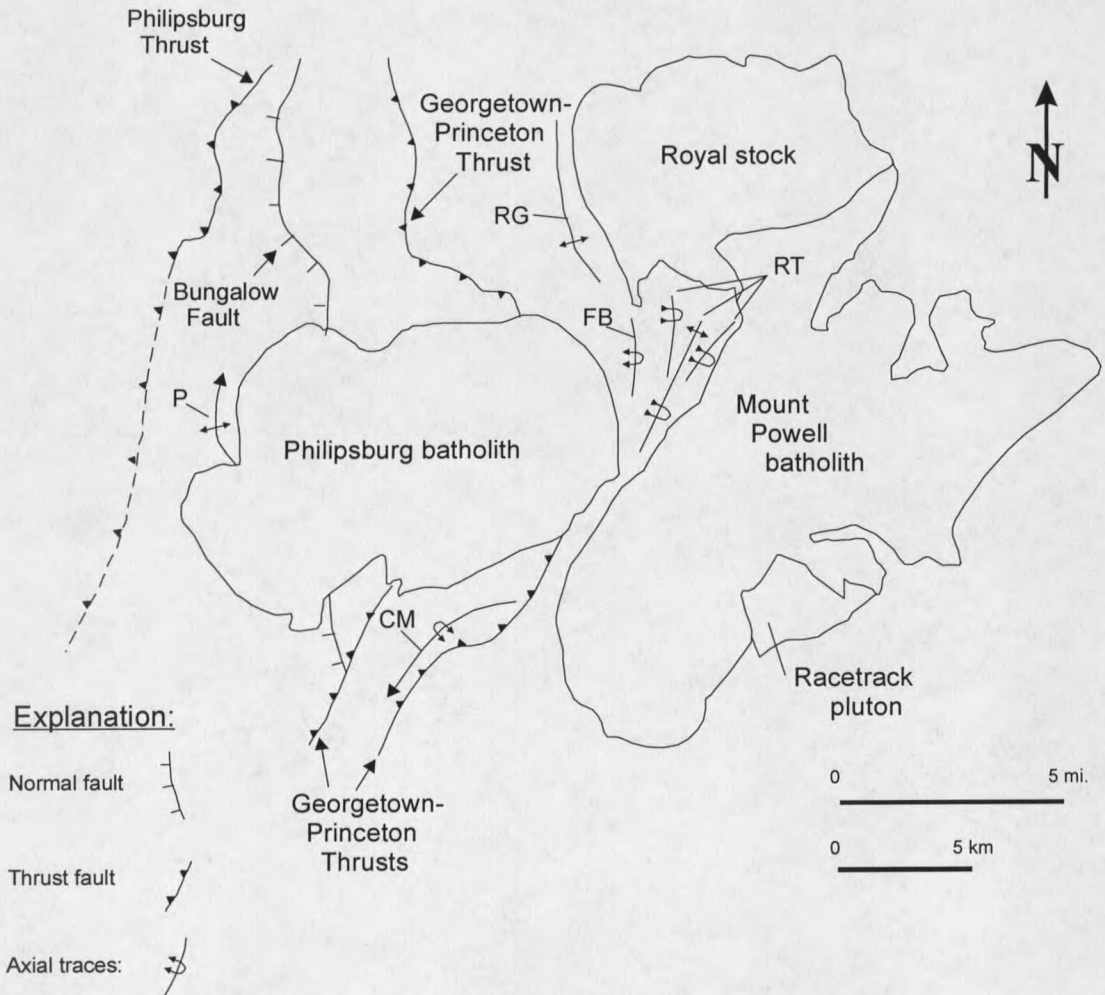 Philipsburg
Thrust
Georgetown-
Princeton
Thrust
Royal stock
N
RG
RT
Bungalow
Fault
FB
P
Philipsburg batholith
Mount
Powell
batholith
CM
Racetrack
pluton
Explanation:
Normal fault
Georgetown-
Princeton
Thrusts
0
5 mi.
0
5 km
Thrust fault
Axial traces: